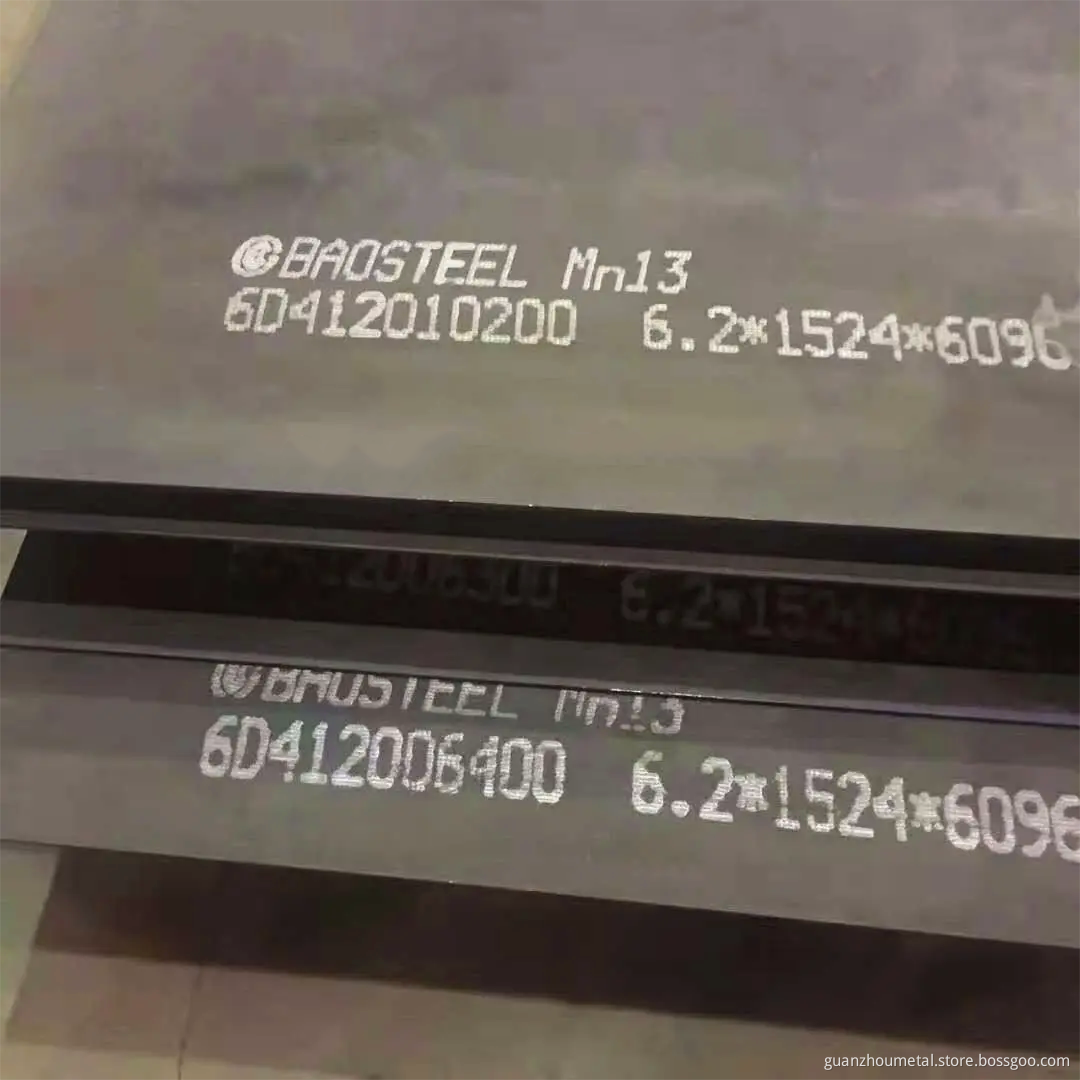 BAOSTEEL Mn13
6D412010200 6.2*1524*6096
6.2*1524*6096
BAOSTEEL Mn13
6D412006400 6.2*1524*6096
guanzhoumetal.store.bossgoo.com